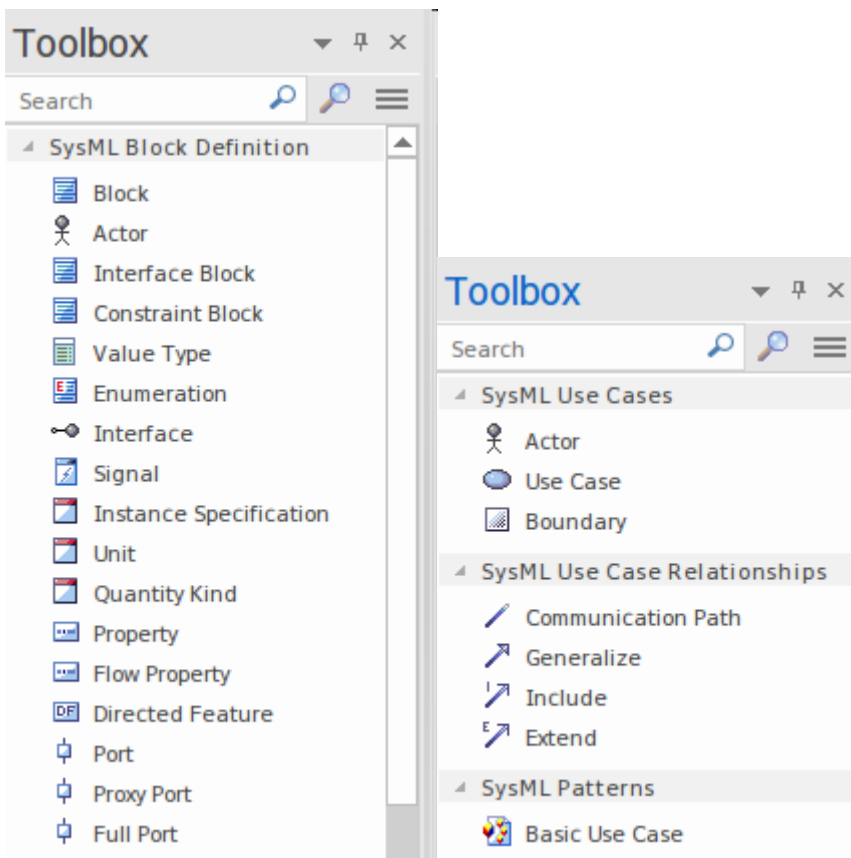 Toolbox
Search
SysML Block Definition
Block
Actor
Interface Block
Constraint Block
Value Type
Enumeration
Interface
Signal
Instance Specification
Unit
Quantity Kind
Property
Flow Property
DF Directed Feature
Port
Proxy Port
Full Port
Toolbox
Search
SysML Use Cases
Actor
Use Case
Boundary
SysML Use Case Relationships
Communication Path
Generalize
I Include
E Extend
SysML Patterns
Basic Use Case